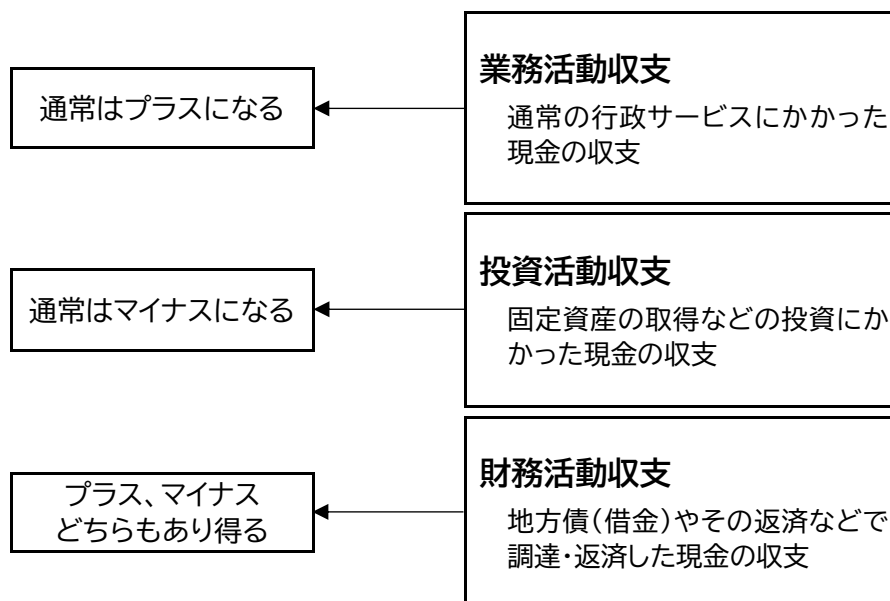 業務活動収支
通常はプラスになる
通常の行政サービスにかかった
現金の収支
投資活動収支
通常はマイナスになる
固定資産の取得などの投資にか
かった現金の収支
財務活動収支
プラス、マイナス
どちらもあり得る
地方債（借金）やその返済などで
調達・返済した現金の収支